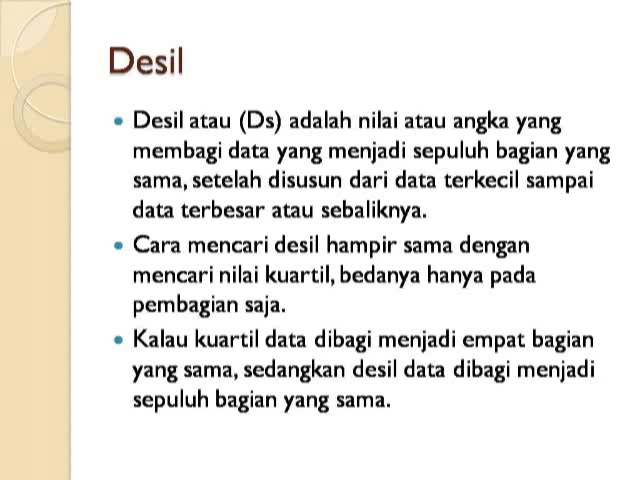 Desil
• Desil atau (Ds) adalah nilai atau angka yang
membagi data yang menjadi sepuluh bagian yang
sama, setelah disusun dari data terkecil sampai
data terbesar atau sebaliknya.
• Cara mencari desil hampir sama dengan
mencari nilai kuartil, bedanya hanya pada
pembagian saja.
• Kalau kuartil data dibagi menjadi empat bagian
yang sama, sedangkan desil data dibagi menjadi
sepuluh bagian yang sama.